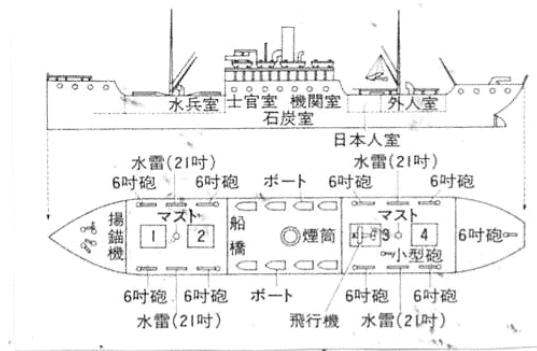 水兵室
士官室
機関室
外人室
石炭室
日本人室
水雷(21吋)
水雷(21吋)
6吋砲
6吋砲
ボート
6吋砲
6吋砲
揚錨機
マスト
1
2
船橋
煙筒
マスト
3
4
小型砲
6吋砲
6吋砲
6吋砲
ボート
6吋砲
6吋砲
水雷(21吋)
飛行機
水雷(21吋)